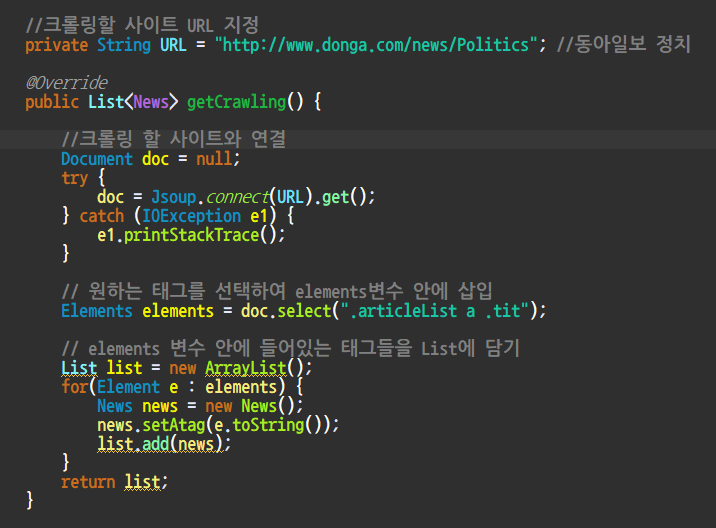 //크롤링할 사이트 URL 지정
private String URL = "http://www.donga.com/news/Politics"; //동아일보 정치
@Override
public List<News> getCrawling() {
//크롤링 할 사이트와 연결
Document doc = null;
try {
doc = Jsoup.connect(URL).get();
} catch (IOException e1) {
e1.printStackTrace();
}
// 원하는 태그를 선택하여 elements변수 안에 삽입
Elements elements = doc.select(".articleList a .tit");
// elements 변수 안에 들어있는 태그들을 List에 담기
List list = new ArrayList();
for(Element e : elements) {
News news = new News();
news.setAtag(e.toString());
list.add(news);
}
return list;
}